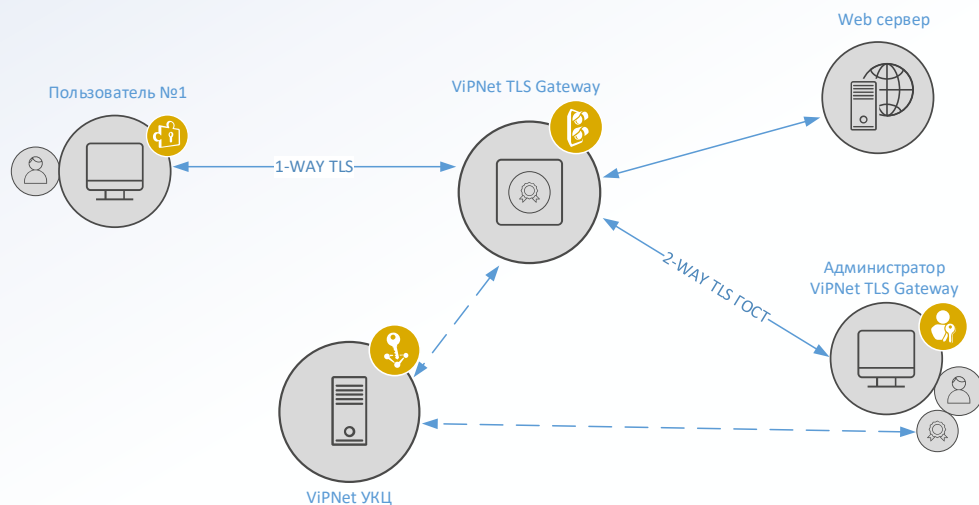 Web сервер
ViPNet TLS Gateway
Пользователь №1
1-WAY TLS
2-WAY TLS ГОСТ
Администратор
ViPNet TLS Gateway
ViPNet УКЦ